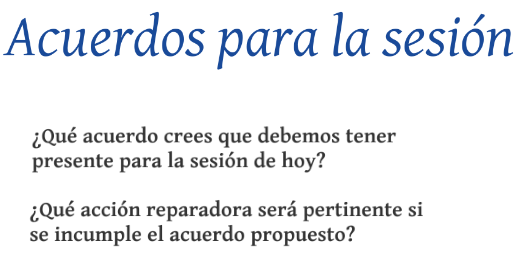 Acuerdos para la sesión
¿Qué acuerdo crees que debemos tener
presente para la sesión de hoy?
¿Qué acción reparadora será pertinente si
se incumple el acuerdo propuesto?